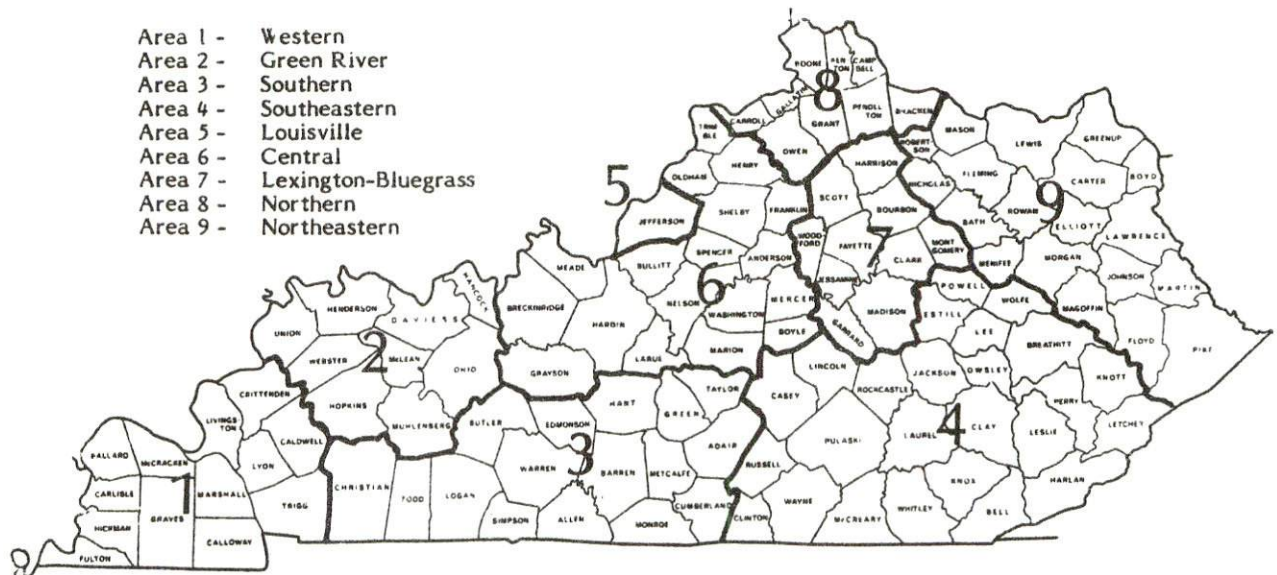 Area 1 - Western
Area 2 - Green River
Area 3 - Southern
Area 4 - Southeastern
Area 5 - Louisville
Area 6 - Central
Area 7 - Lexington-Bluegrass
Area 8 - Northern
Area 9 - Northeastern
BOONE
KENTON
CAMPBELL
8
GALLATIN
GRANT
PENDLETON
BRACKEN
TRIMBLE
CARROLL
OWEN
ROBERTSON
MASON
LEWIS
GREENUP
HENRY
HARRISON
FLEMING
CARTER
BOYD
5
OLDHAM
NICHOLAS
9
ROWAN
ELLIOTT
SHELBY
FRANKLIN
SCOTT
BOURBON
BATH
JEFFERSON
LAWRENCE
WOODFORD
FAYETTE
7
MONTGOMERY
MORGAN
SPENCER
ANDERSON
CLARK
MENIFEE
JOHNSON
MARTIN
MEADE
BULLITT
6
JESSAMINE
POWELL
WOLFE
MAGOFFIN
HANCOCK
BRECKINRIDGE
NELSON
MERCER
MADISON
ESTILL
HENDERSON
DAVIESS
HARDIN
WASHINGTON
GARRARD
LEE
FLOYD
PIKE
UNION
BOYLE
BREATHITT
WEBSTER
2
McLEAN
OHIO
LARUE
MARION
GRAYSON
LINCOLN
JACKSON
OWSLEY
KNOTT
CRITTENDEN
HOPKINS
HART
TAYLOR
CASEY
ROCKCASTLE
PERRY
LIVINGSTON
MUHLENBERG
BUTLER
EDMONSON
GREEN
4
CLAY
LETCHEY
CALDWELL
ADAIR
PULASKI
LAUREL
LESLIE
BALLARD
McCRACKEN
LYON
WARREN
3
BARREN
METCALFE
RUSSELL
KNOX
HARLAN
CARLISLE
1
MARSHALL
TRIGG
CHRISTIAN
TODD
LOGAN
WAYNE
HICKMAN
GRAVES
SIMPSON
ALLEN
MONROE
CUMBERLAND
CLINTON
McCREARY
WHITLEY
BELL
FULTON
CALLOWAY